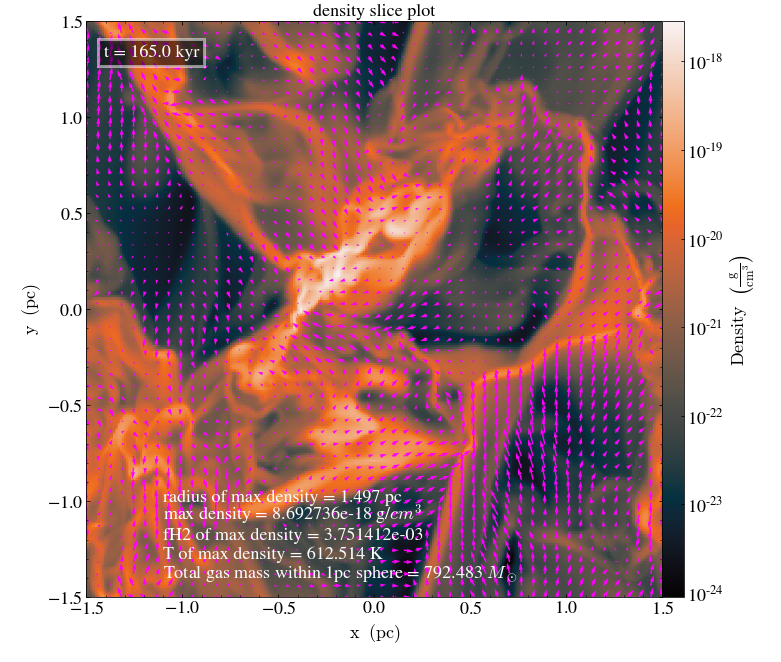 density slice plot
t = 165.0 kyr
1.5
1.0
0.5
0.0
−0.5
−1.0
−1.5
y (pc)
radius of max density = 1.497 pc
max density = 8.692736e-18 g/cm³
fH2 of max density = 3.751412e-03
T of max density = 612.514 K
Total gas mass within 1pc sphere = 792.483 M⊙
−1.5 −1.0 −0.5 0.0 0.5 1.0 1.5
x (pc)
10⁻¹⁸
10⁻¹⁹
10⁻²⁰
10⁻²¹
10⁻²²
10⁻²³
10⁻²⁴
Density (g/cm³)